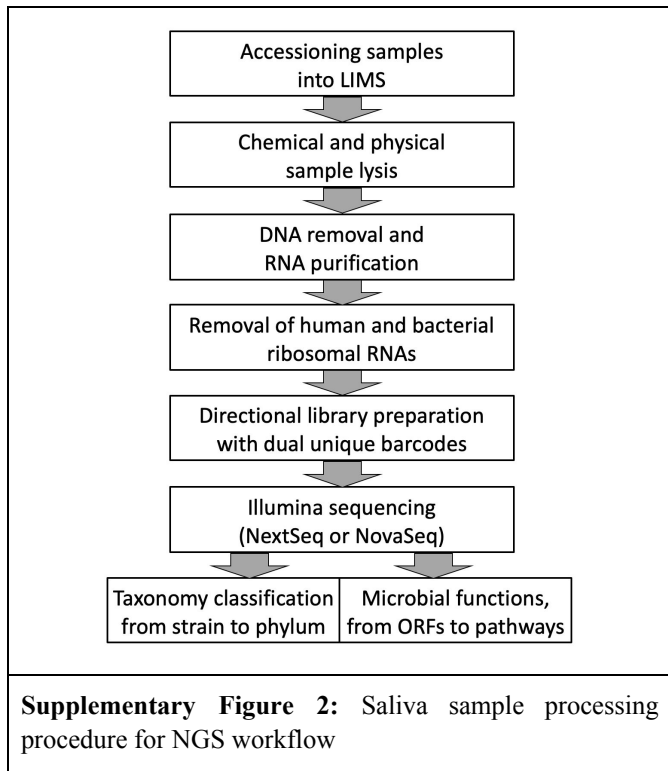 Accessioning samples
into LIMS
Chemical and physical
sample lysis
DNA removal and
RNA purification
Removal of human and bacterial
ribosomal RNAs
Directional library preparation
with dual unique barcodes
Illumina sequencing
(NextSeq or NovaSeq)
Taxonomy classification
from strain to phylum
Microbial functions,
from ORFs to pathways
Supplementary Figure 2: Saliva sample processing
procedure for NGS workflow